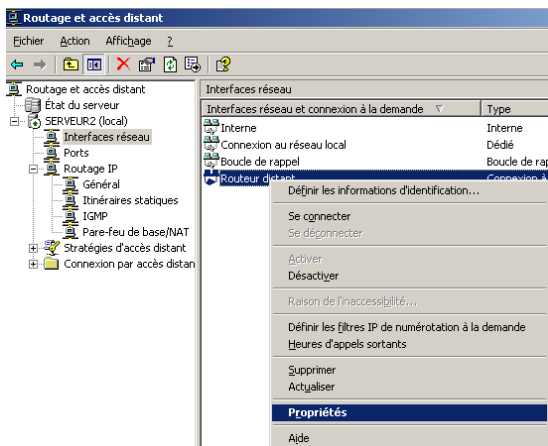 Routage et accès distant
Fichier Action Affichage ?
Routage et accès distant
État du serveur
SERVEUR2 (local)
Interfaces réseau
Ports
Routage IP
Général
Itinéraires statiques
IGMP
Pare-feu de base/NAT
Stratégies d'accès distant
Connexion par accès distan
Interfaces réseau
Interfaces réseau et connexion à la demande Type
Interne Interne
Connexion au réseau local Dédié
Boucle de rappel Boucle de rap
Routeur distant Connexion à
Définir les informations d'identification...
Se connecter
Se déconnecter
Activer
Désactiver
Raison de l'inaccessibilité...
Définir les filtres IP de numérotation à la demande
Heures d'appels sortants
Supprimer
Actualiser
Propriétés
Aide